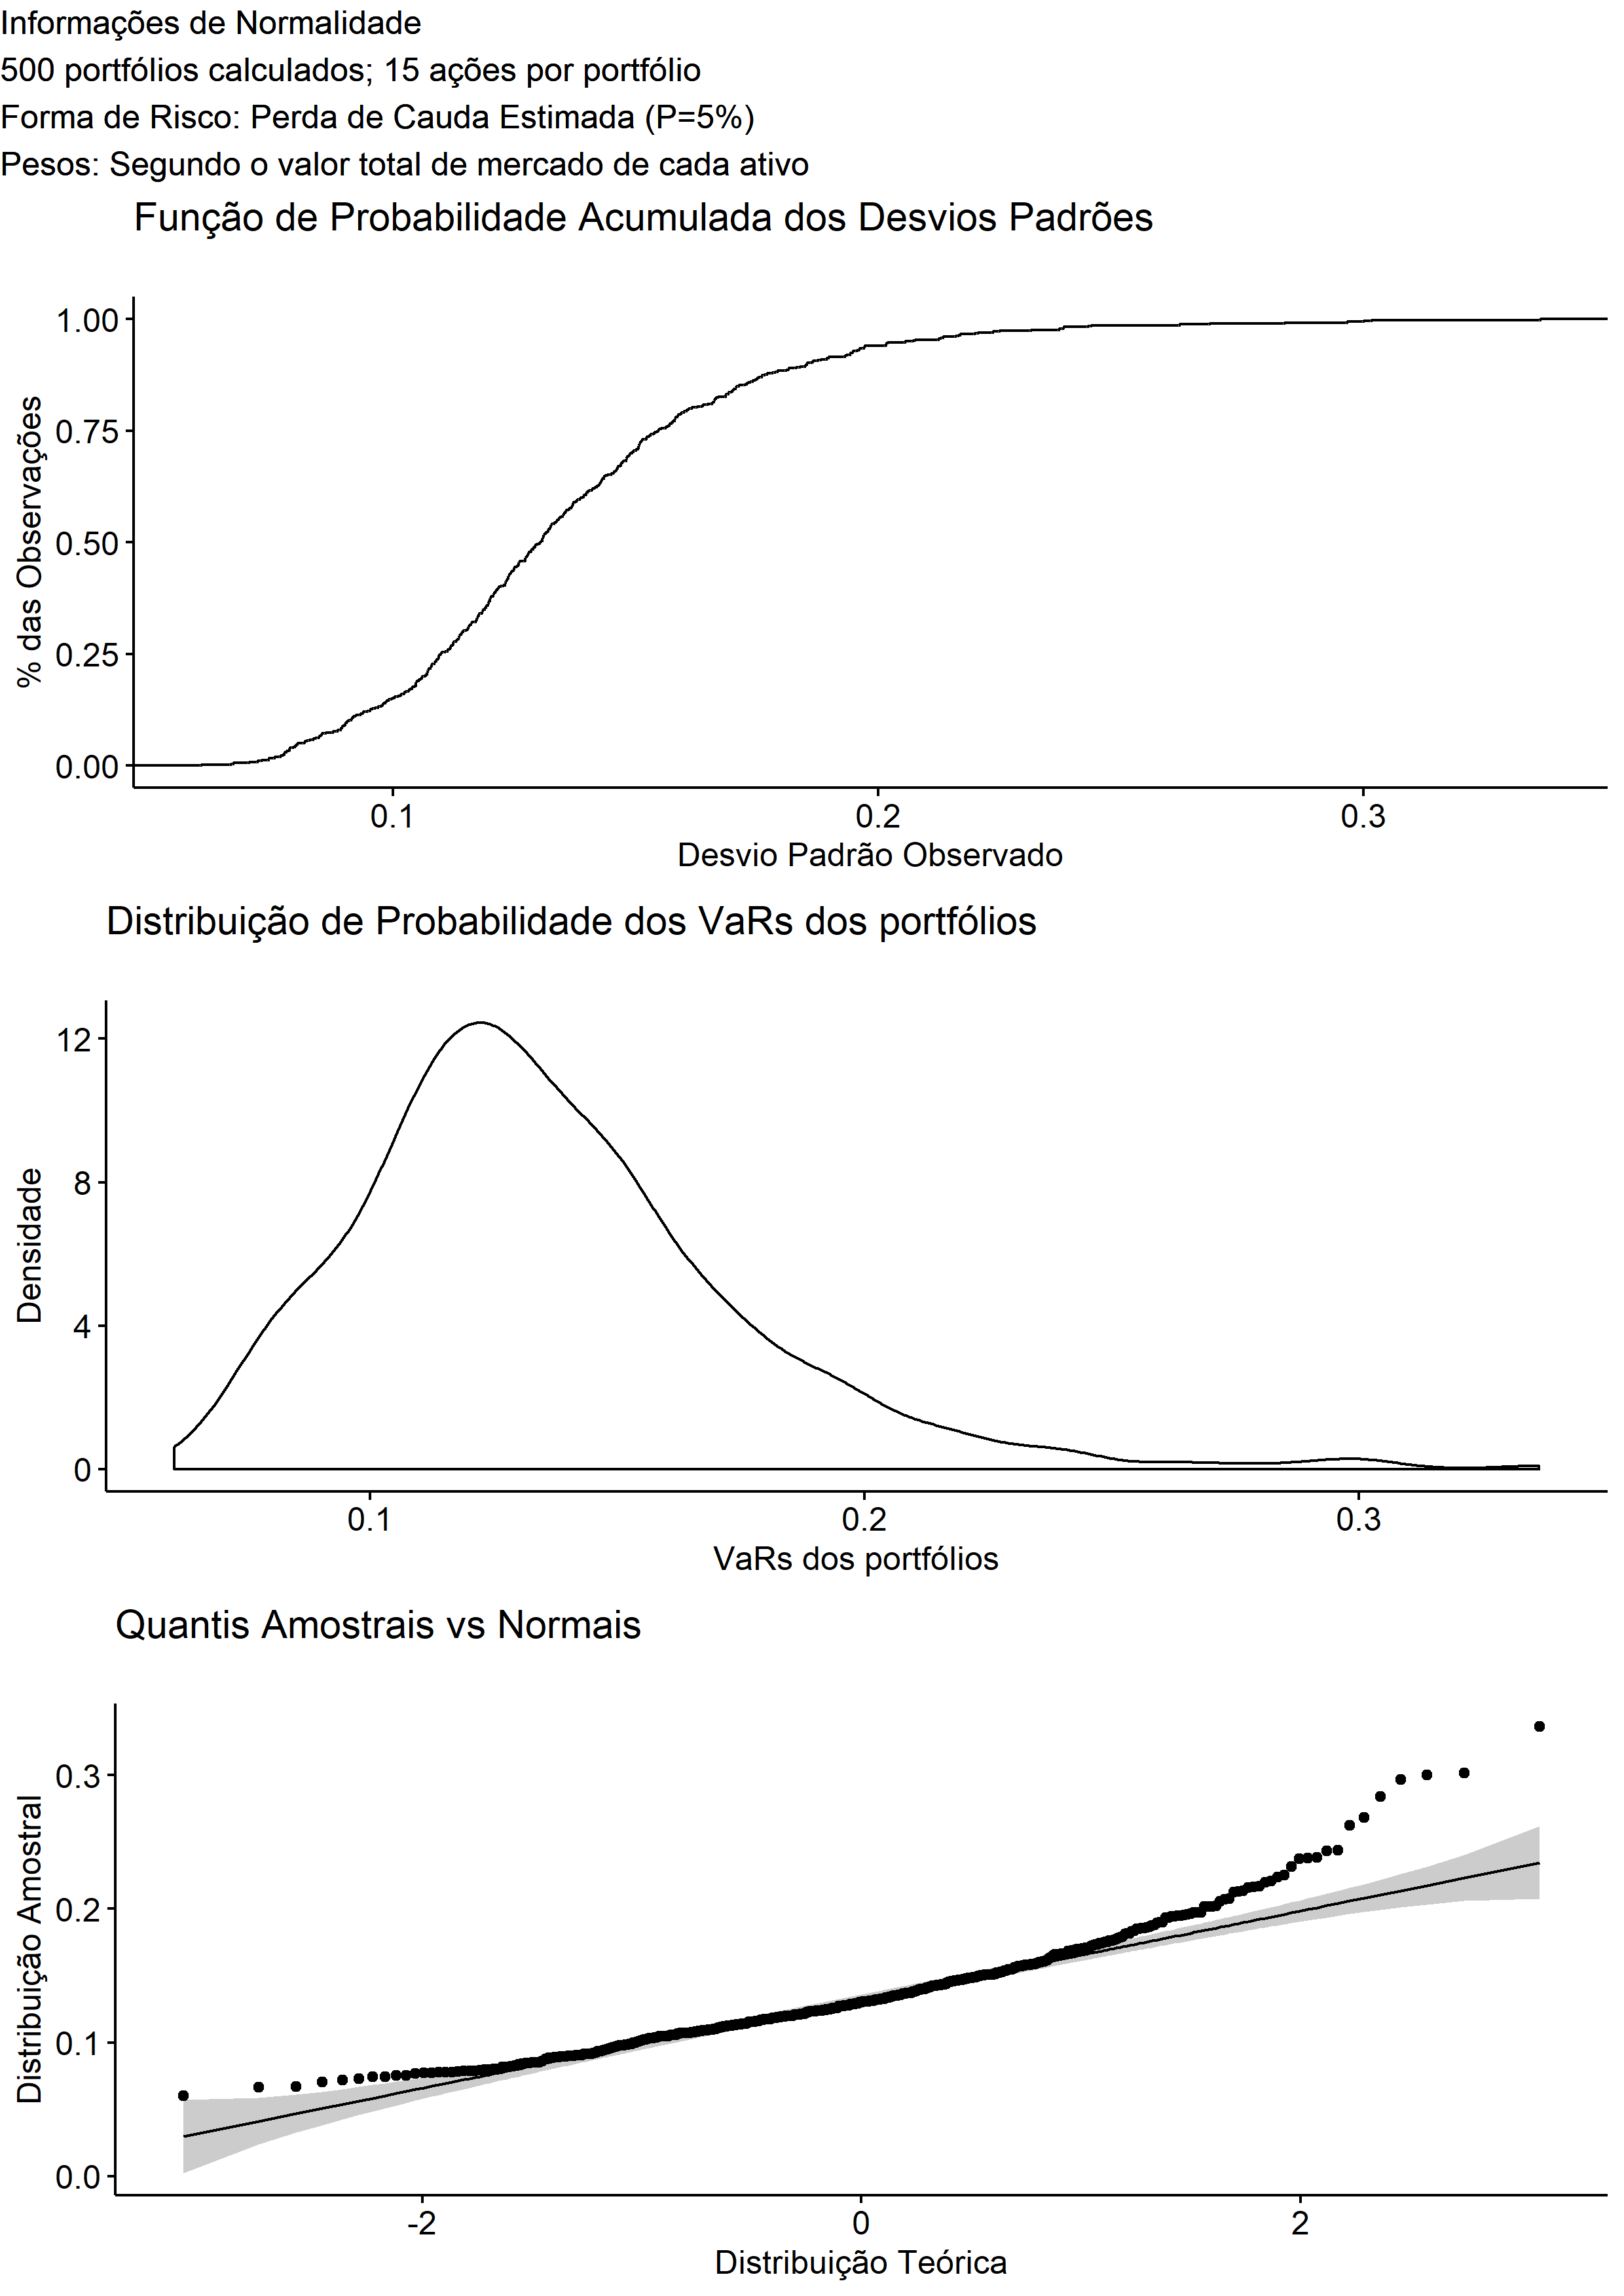 Informações de Normalidade
500 portfólios calculados; 15 ações por portfólio
Forma de Risco: Perda de Cauda Estimada (P=5%)
Pesos: Segundo o valor total de mercado de cada ativo
Função de Probabilidade Acumulada dos Desvios Padrões
% das Observações
1.00
0.75
0.50
0.25
0.00
0.1 0.2 0.3
Desvio Padrão Observado
Distribuição de Probabilidade dos VaRs dos portfólios
Densidade
12
8
4
0
0.1 0.2 0.3
VaRs dos portfólios
Quantis Amostrais vs Normais
Distribuição Amostral
0.3
0.2
0.1
0.0
-2 0 2
Distribuição Teórica